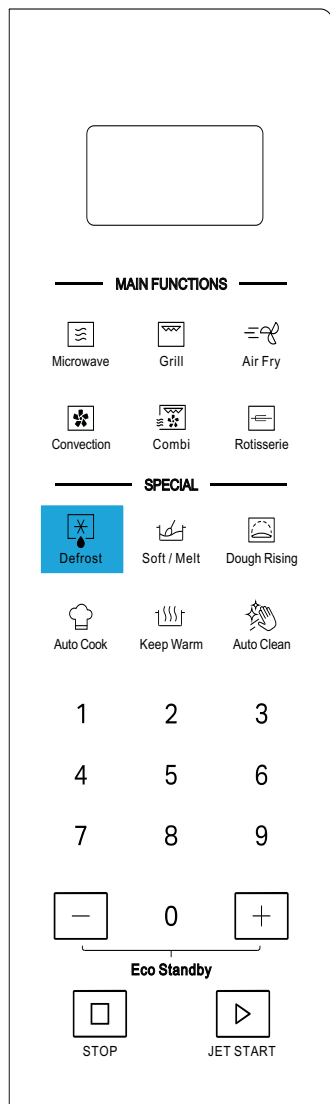 MAIN FUNCTIONS
Microwave Grill Air Fry
Convection Combi Rotisserie
SPECIAL
Defrost Soft / Melt Dough Rising
Auto Cook Keep Warm Auto Clean
1 2 3
4 5 6
7 8 9
0
Eco Standby
STOP JET START